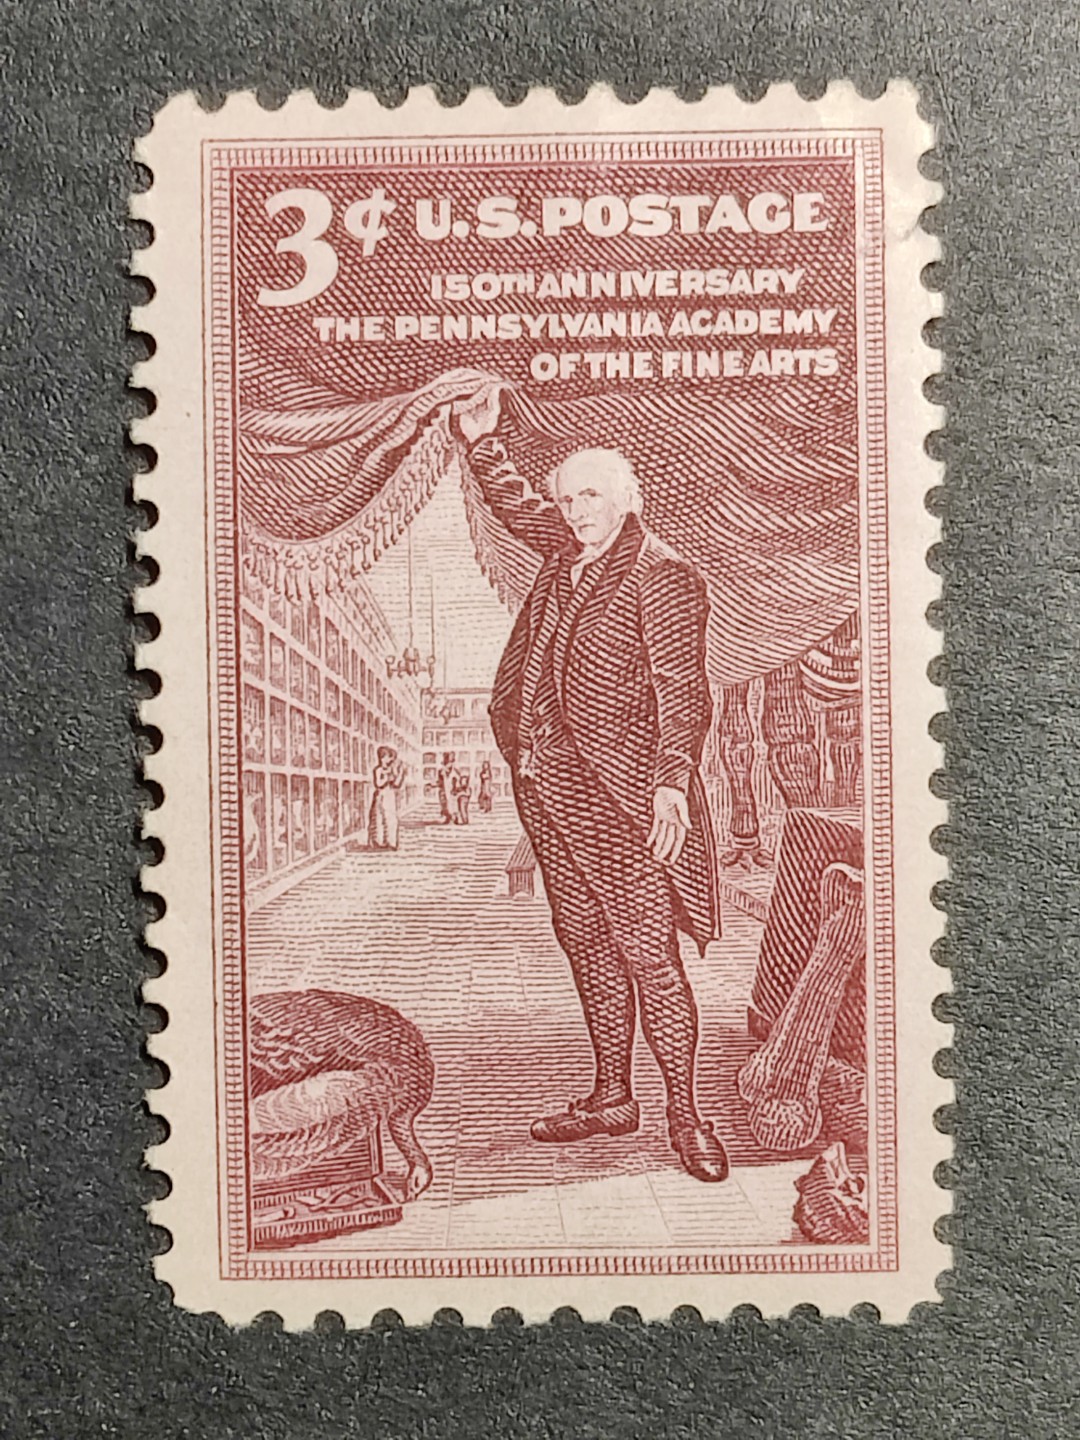 3¢ U.S. POSTAGE
150TH ANNIVERSARY
THE PENNSYLVANIA ACADEMY
OF THE FINE ARTS